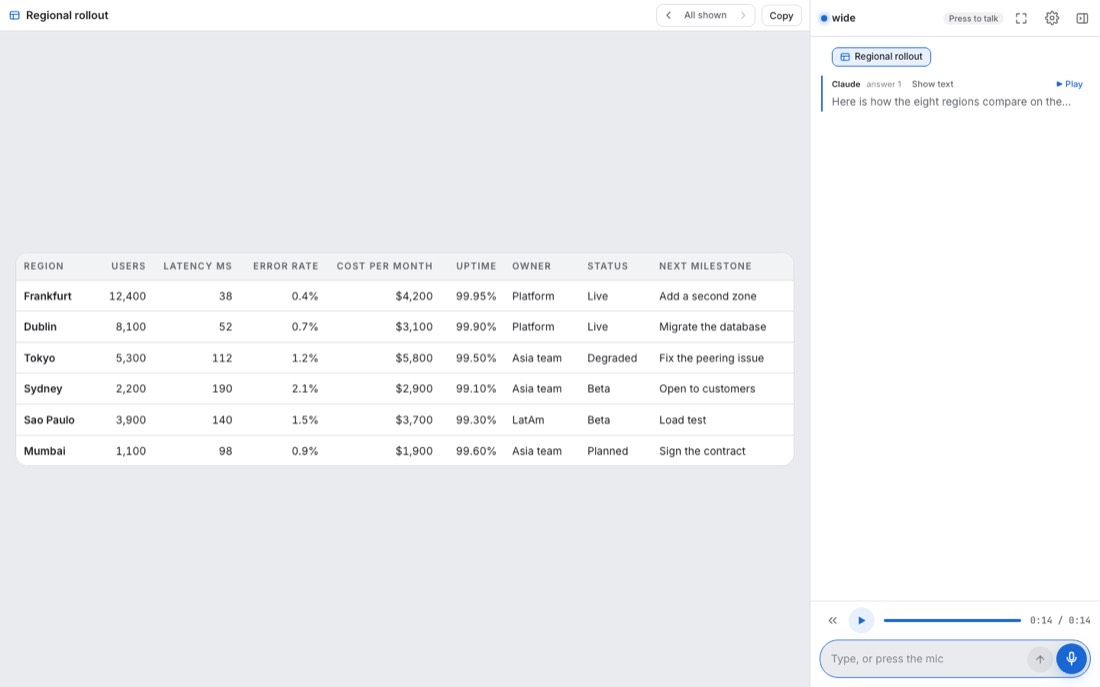 Regional rollout
All shown
Copy
REGION USERS LATENCY MS ERROR RATE COST PER MONTH UPTIME OWNER STATUS NEXT MILESTONE
Frankfurt 12,400 38 0.4% $4,200 99.95% Platform Live Add a second zone
Dublin 8,100 52 0.7% $3,100 99.90% Platform Live Migrate the database
Tokyo 5,300 112 1.2% $5,800 99.50% Asia team Degraded Fix the peering issue
Sydney 2,200 190 2.1% $2,900 99.10% Asia team Beta Open to customers
Sao Paulo 3,900 140 1.5% $3,700 99.30% LatAm Beta Load test
Mumbai 1,100 98 0.9% $1,900 99.60% Asia team Planned Sign the contract
wide
Press to talk
Regional rollout
Claude answer 1 Show text Play
Here is how the eight regions compare on the...
0:14 / 0:14
Type, or press the mic